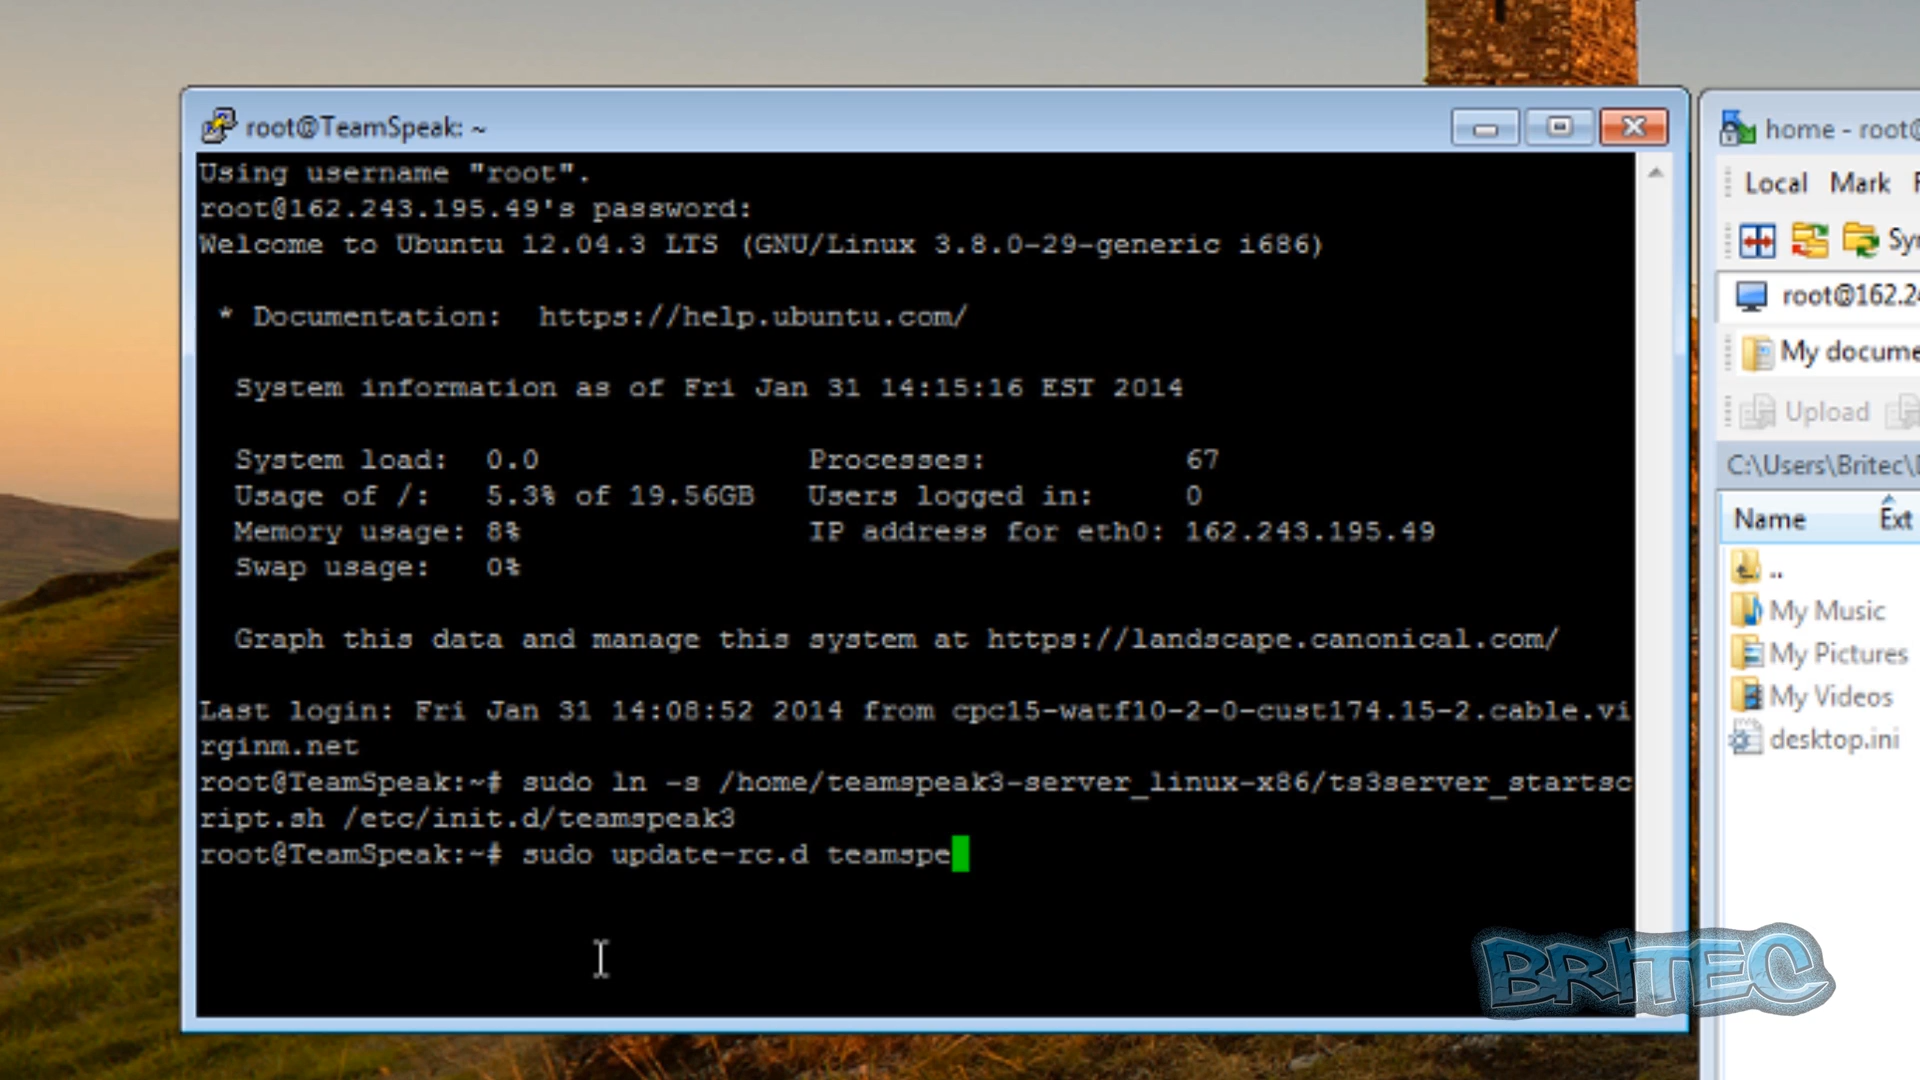 root@TeamSpeak: ~
Using username "root".
root@162.243.195.49's password:
Welcome to Ubuntu 12.04.3 LTS (GNU/Linux 3.8.0-29-generic i686)
* Documentation:  https://help.ubuntu.com/
System information as of Fri Jan 31 14:15:16 EST 2014
System load:  0.0               Processes:           67
Usage of /:   5.3% of 19.56GB   Users logged in:     0
Memory usage: 8%                IP address for eth0: 162.243.195.49
Swap usage:   0%
Graph this data and manage this system at https://landscape.canonical.com/
Last login: Fri Jan 31 14:08:52 2014 from cpc15-watf10-2-0-cust174.15-2.cable.vi
rginm.net
root@TeamSpeak:~# sudo ln -s /home/teamspeak3-server_linux-x86/ts3server_startsc
ript.sh /etc/init.d/teamspeak3
root@TeamSpeak:~# sudo update-rc.d teamspe
home - root@
Local Mark
Syn
root@162.24
My docume
Upload
C:\Users\Britec\
Name Ext
..
My Music
My Pictures
My Videos
desktop.ini
BRITEC